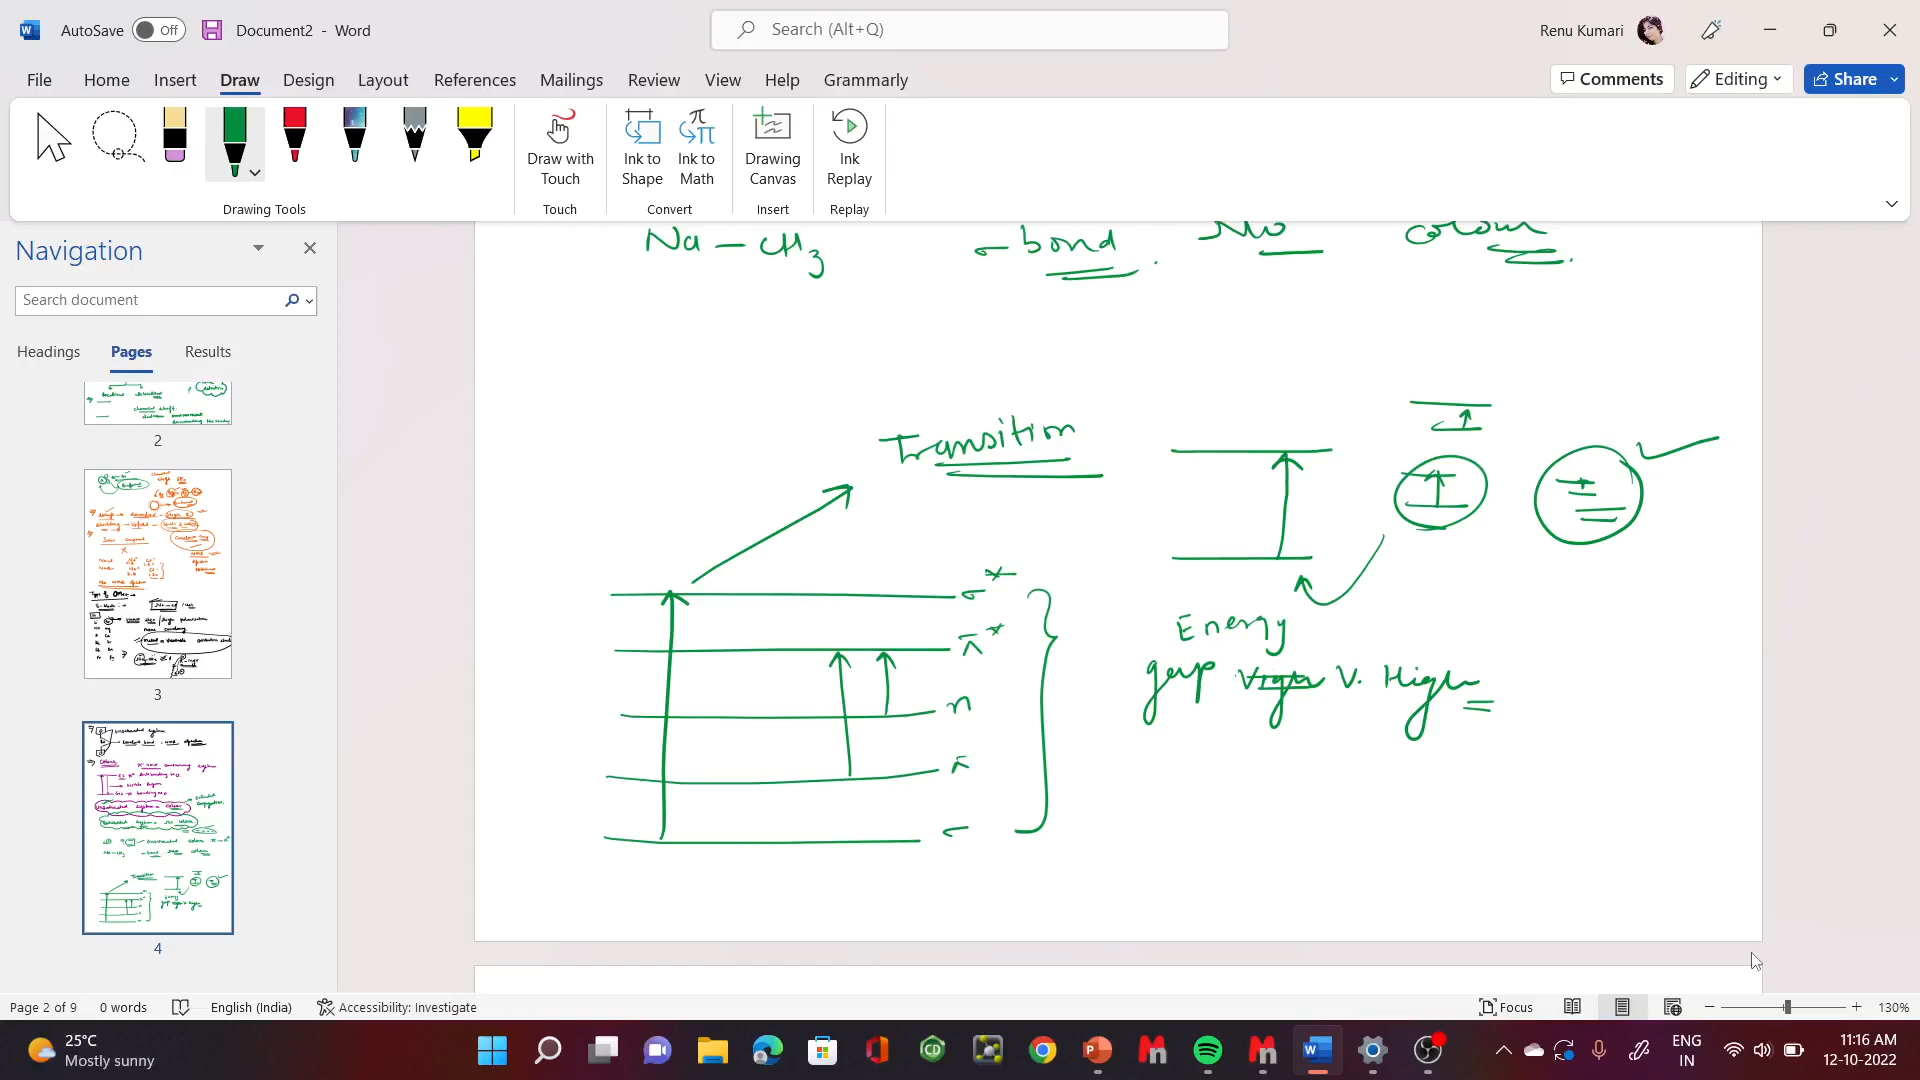 AutoSave Off Document2 - Word Search (Alt+Q) Renu Kumari
File Home Insert Draw Design Layout References Mailings Review View Help Grammarly Comments Editing Share
Draw with Touch Ink to Shape Ink to Math Drawing Canvas Ink Replay
Drawing Tools Touch Convert Insert Replay
Navigation
Search document
Headings Pages Results
2
3
4
Na - CH3 σ bond. No colour.
Transition
σ*
π*
n
π
σ
Energy
gap V. High
Page 2 of 9 0 words English (India) Accessibility: Investigate Focus 130%
25°C
Mostly sunny
ENG
IN
11:16 AM
12-10-2022